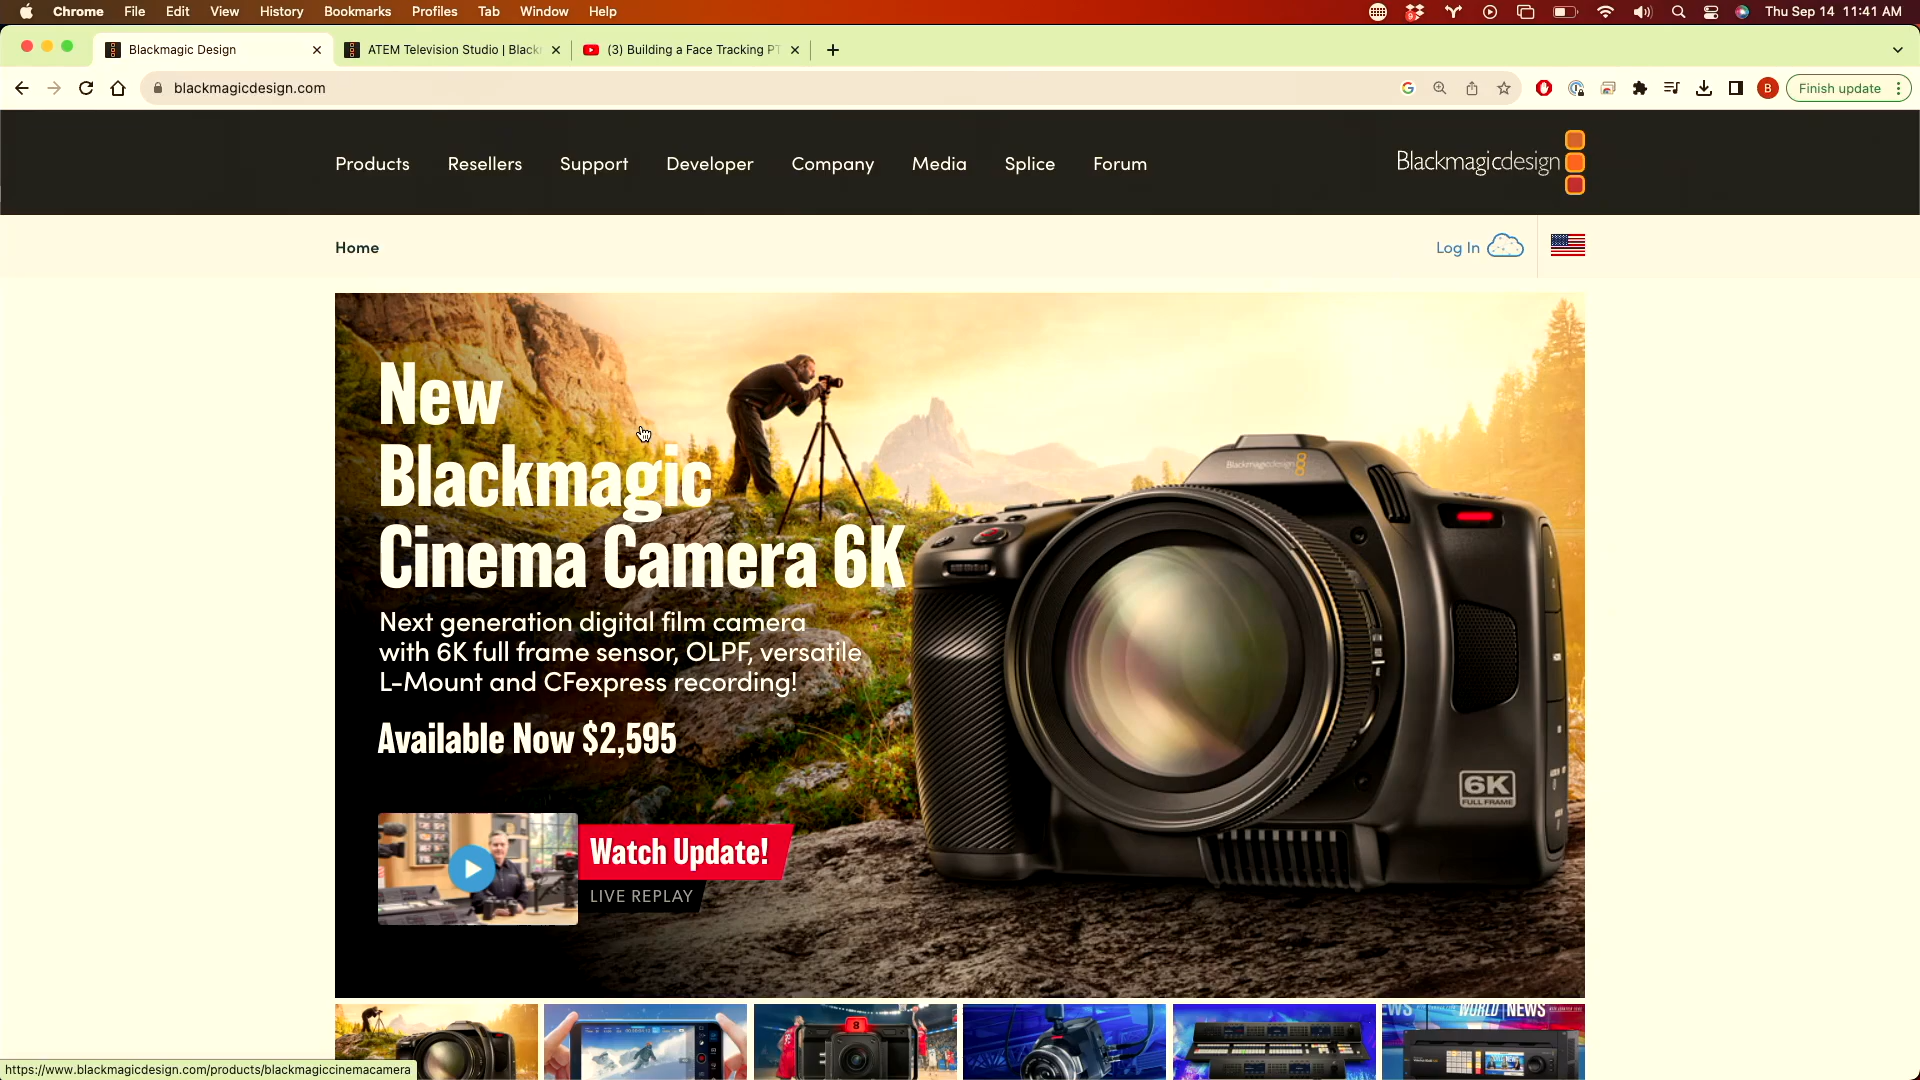 Chrome File Edit View History Bookmarks Profiles Tab Window Help Thu Sep 14 11:41 AM
Blackmagic Design ATEM Television Studio | Black (3) Building a Face Tracking PT
blackmagicdesign.com B Finish update
Products Resellers Support Developer Company Media Splice Forum Blackmagicdesign
Home Log In
New
Blackmagic
Cinema Camera 6K
Next generation digital film camera
with 6K full frame sensor, OLPF, versatile
L-Mount and CFexpress recording!
Available Now $2,595
Watch Update!
LIVE REPLAY
Blackmagicdesign
6K
FULL FRAME
8
WORLD NEWS
https://www.blackmagicdesign.com/products/blackmagiccinemacamera